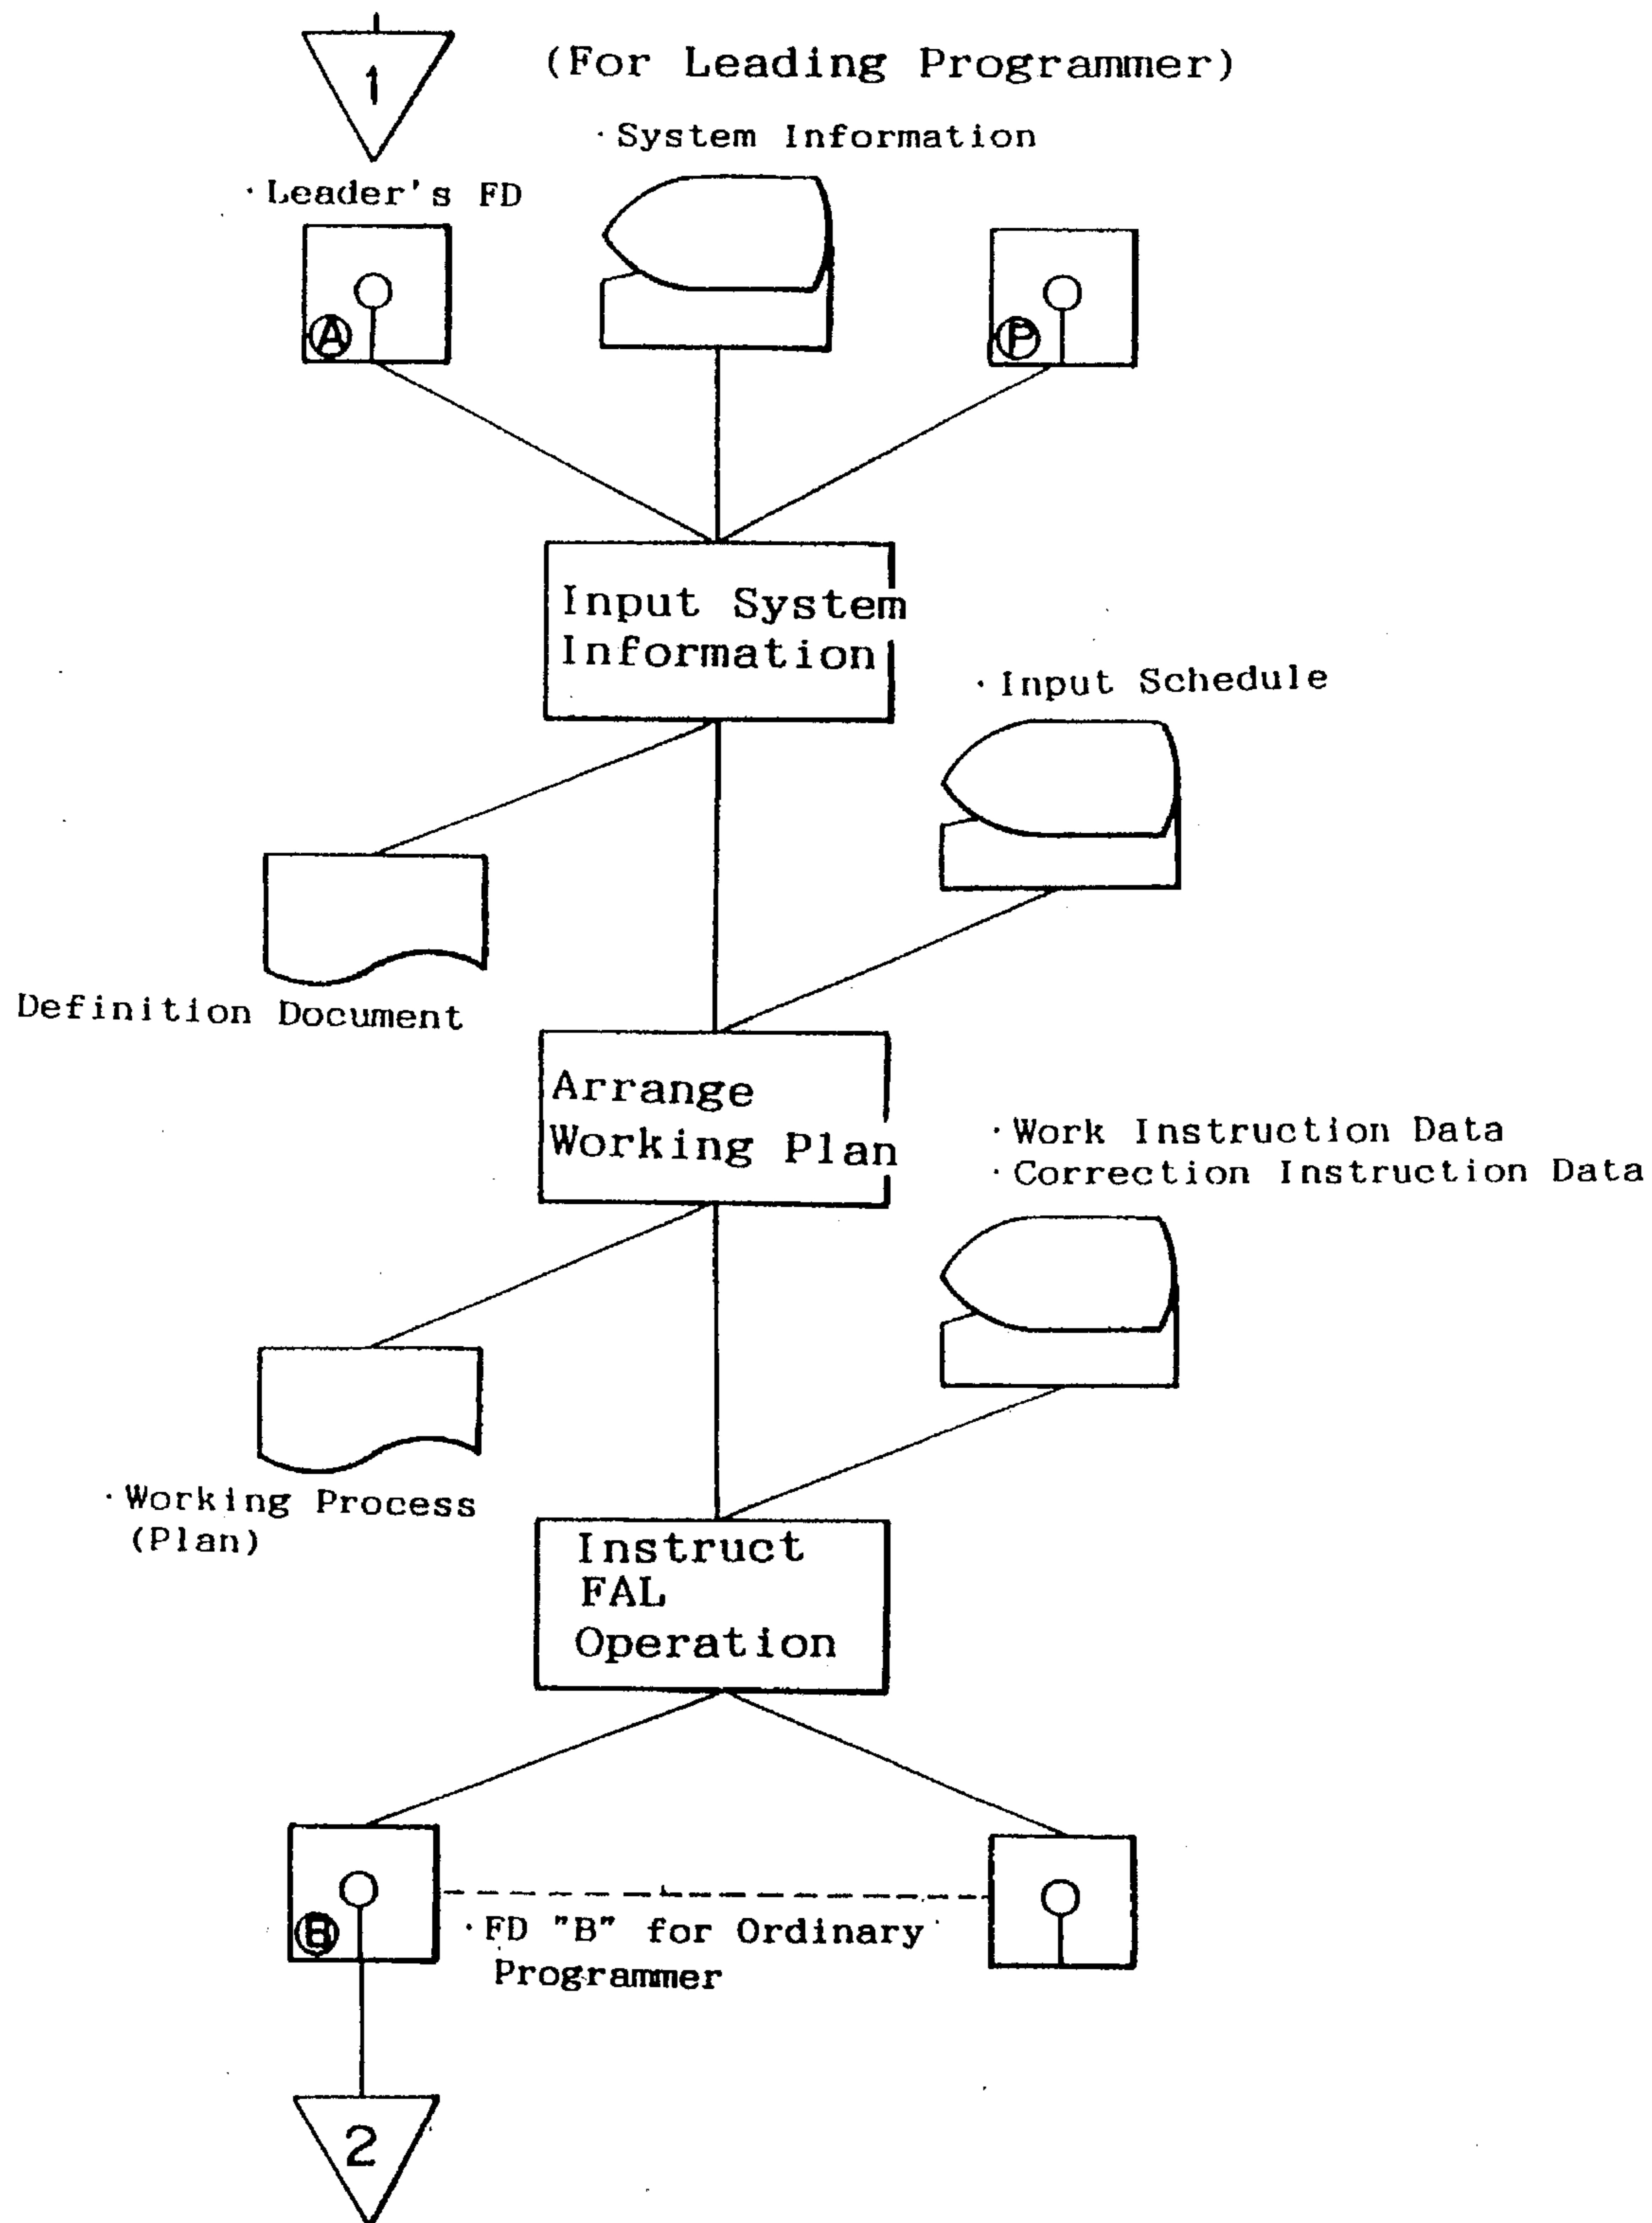 1
(For Leading Programmer)
· System Information
· Leader's FD
A
P
Input System
Information
· Input Schedule
Definition Document
Arrange
Working Plan
· Work Instruction Data
· Correction Instruction Data
· Working Process
(Plan)
Instruct
FAL
Operation
B
· FD "B" for Ordinary
Programmer
2